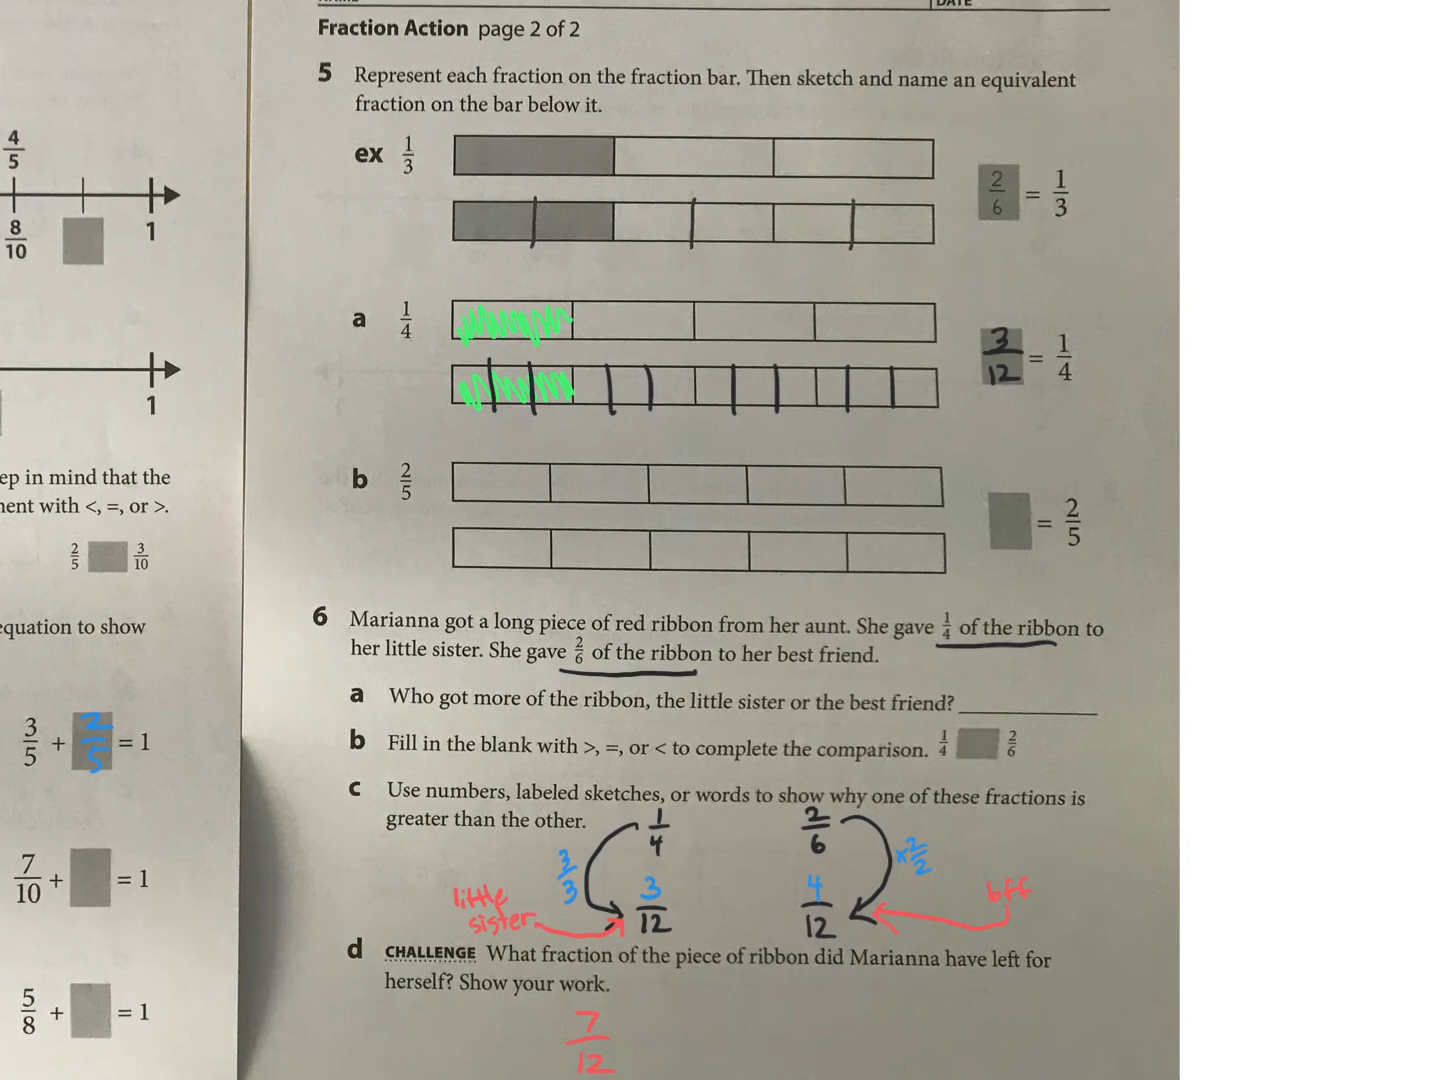 Fraction Action page 2 of 2
5 Represent each fraction on the fraction bar. Then sketch and name an equivalent
fraction on the bar below it.
ex 1/3
2/6 = 1/3
a 1/4
3/12 = 1/4
b 2/5
= 2/5
6 Marianna got a long piece of red ribbon from her aunt. She gave 1/4 of the ribbon to
her little sister. She gave 2/6 of the ribbon to her best friend.
a Who got more of the ribbon, the little sister or the best friend?
b Fill in the blank with >, =, or < to complete the comparison. 1/4 2/6
c Use numbers, labeled sketches, or words to show why one of these fractions is
greater than the other.
1/4 2/6
3/3 ×2/2
little sister 3/12 4/12 bff
d CHALLENGE What fraction of the piece of ribbon did Marianna have left for
herself? Show your work.
7/12
4/5
8/10 1
1
ep in mind that the
ent with <, =, or >.
2/5 3/10
equation to show
3/5 + 2/5 = 1
7/10 + = 1
5/8 + = 1